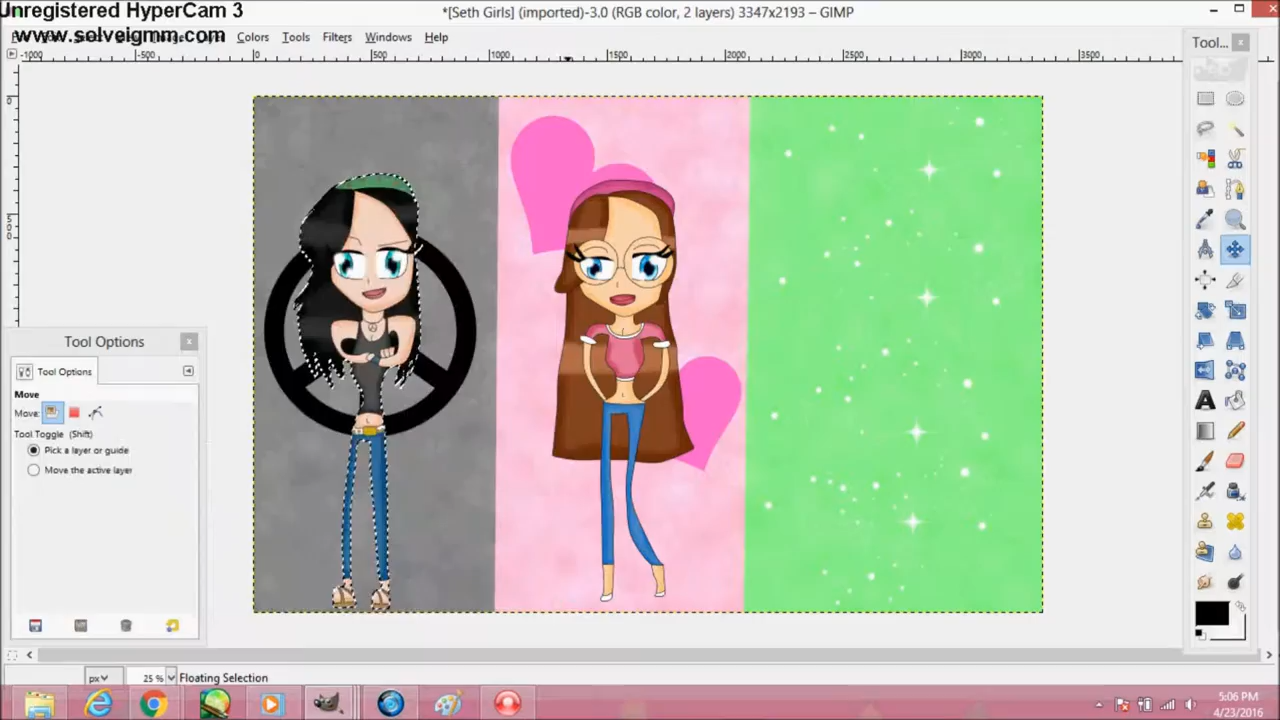 Unregistered HyperCam 3
*[Seth Girls] (imported)-3.0 (RGB color, 2 layers) 3347x2193 – GIMP
www.solveigmm.com
Colors Tools Filters Windows Help
-1000 -500 0 500 1000 1500 2000 2500 3000 3500
Tool...
Tool Options
Tool Options
Move
Move:
Tool Toggle (Shift)
Pick a layer or guide
Move the active layer
px 25 % Floating Selection
5:06 PM
4/23/2016